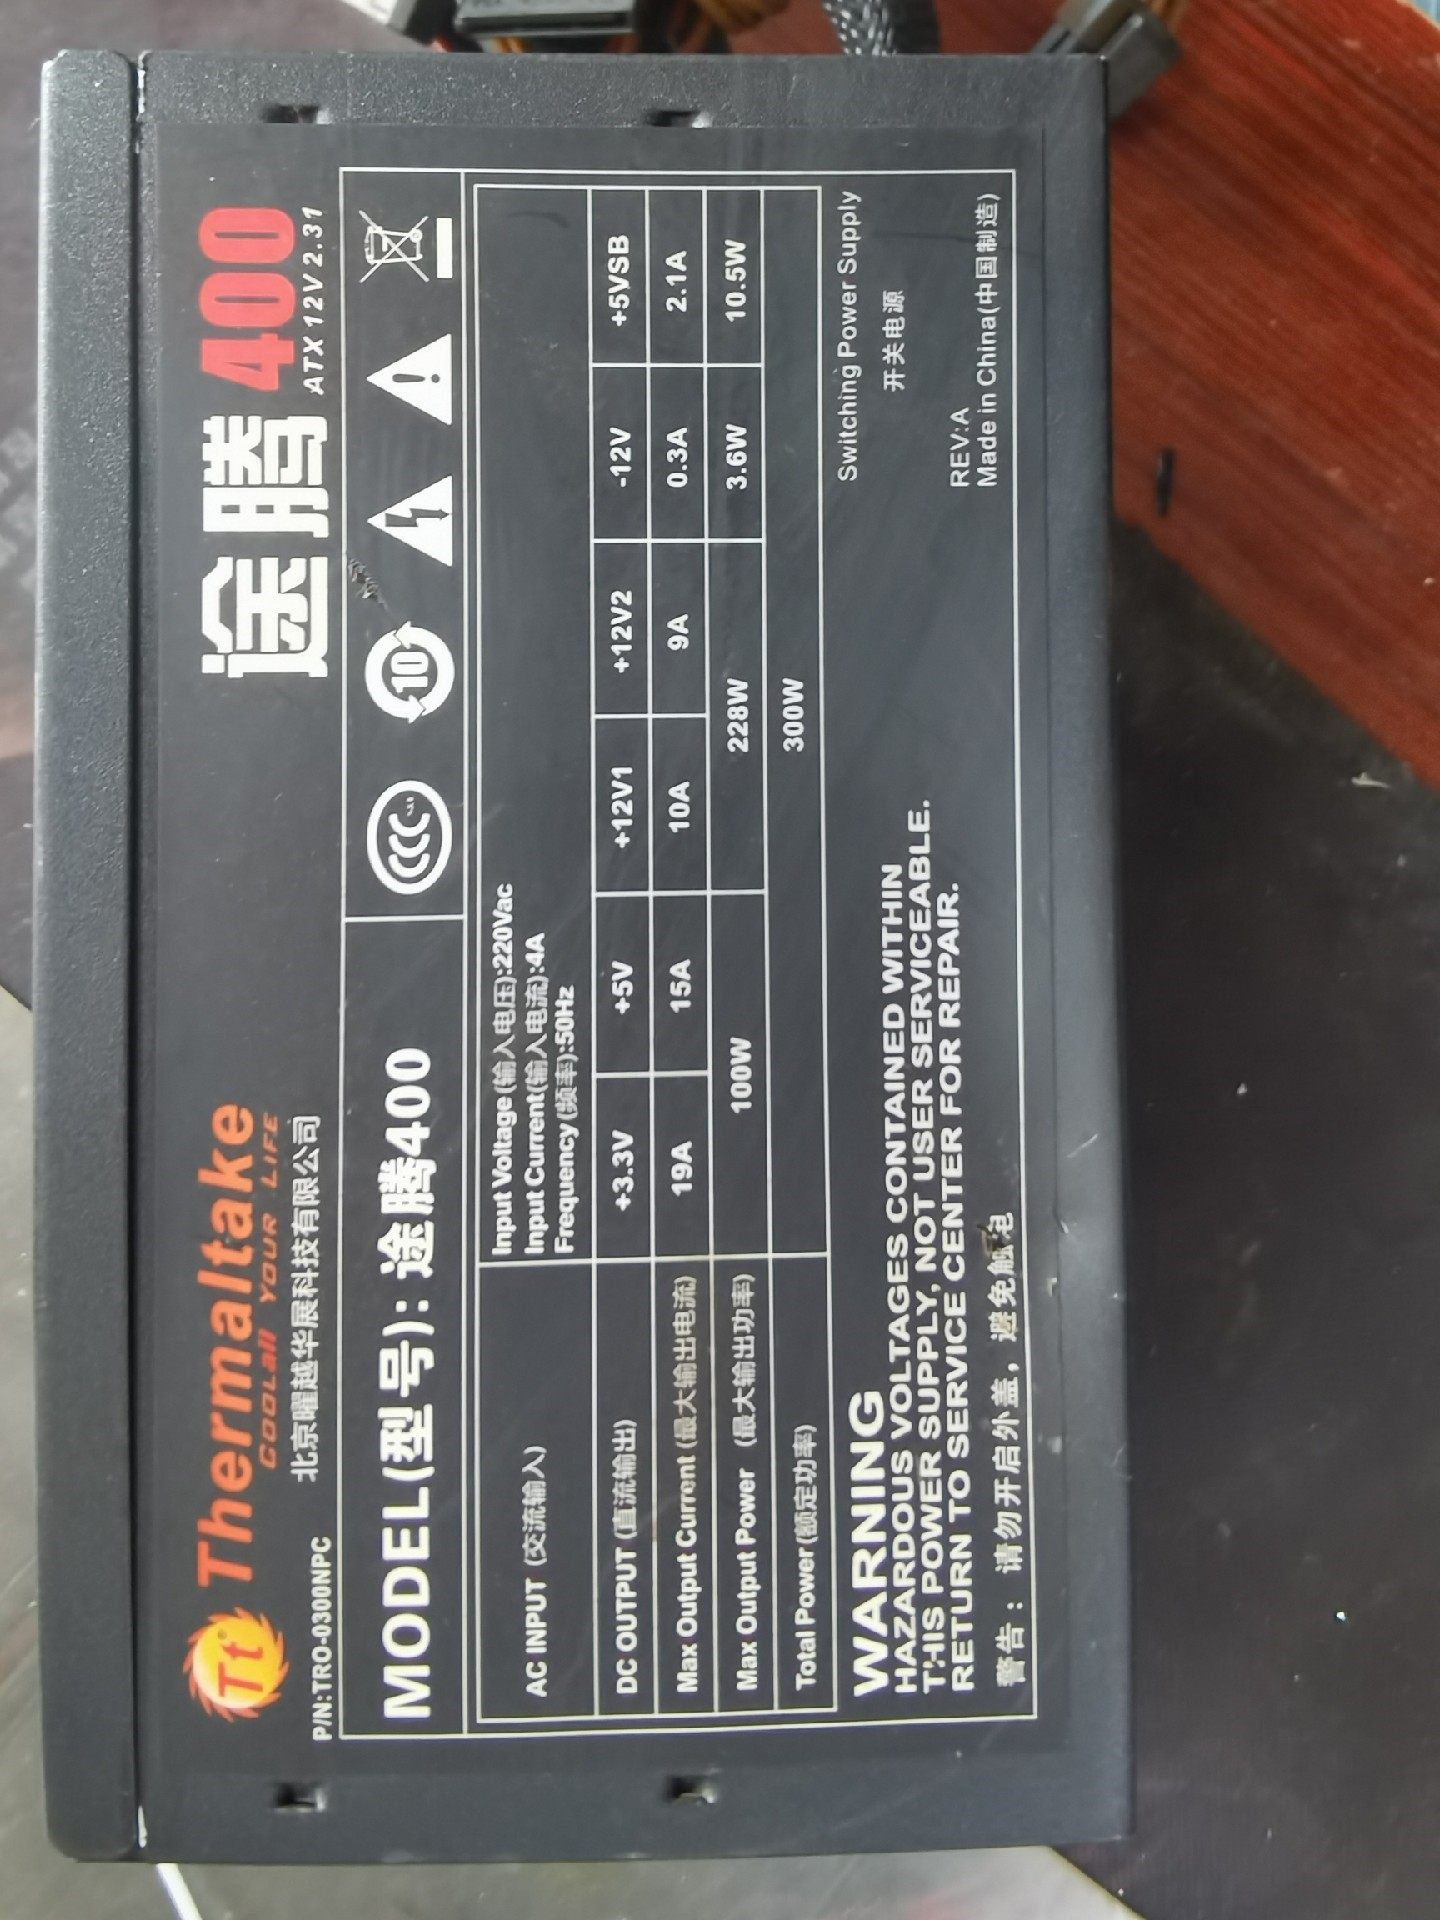 Tt Thermaltake
COOLall YOUR LIFE
P/N:TRO-0300NPC 北京曜越华展科技有限公司
途腾 400
ATX 12V 2.31
MODEL(型号):途腾400
10
AC INPUT (交流输入)
Input Voltage(输入电压):220Vac
Input Current(输入电流):4A
Frequency(频率):50Hz
DC OUTPUT (直流输出) +3.3V +5V +12V1 +12V2 -12V +5VSB
Max Output Current (最大输出电流) 19A 15A 10A 9A 0.3A 2.1A
Max Output Power (最大输出功率) 100W 228W 3.6W 10.5W
Total Power(额定功率) 300W
WARNING
HAZARDOUS VOLTAGES CONTAINED WITHIN
THIS POWER SUPPLY, NOT USER SERVICEABLE.
RETURN TO SERVICE CENTER FOR REPAIR.
警告：请勿开启外盖，避免触电
Switching Power Supply
开关电源
REV:A
Made in China(中国制造)